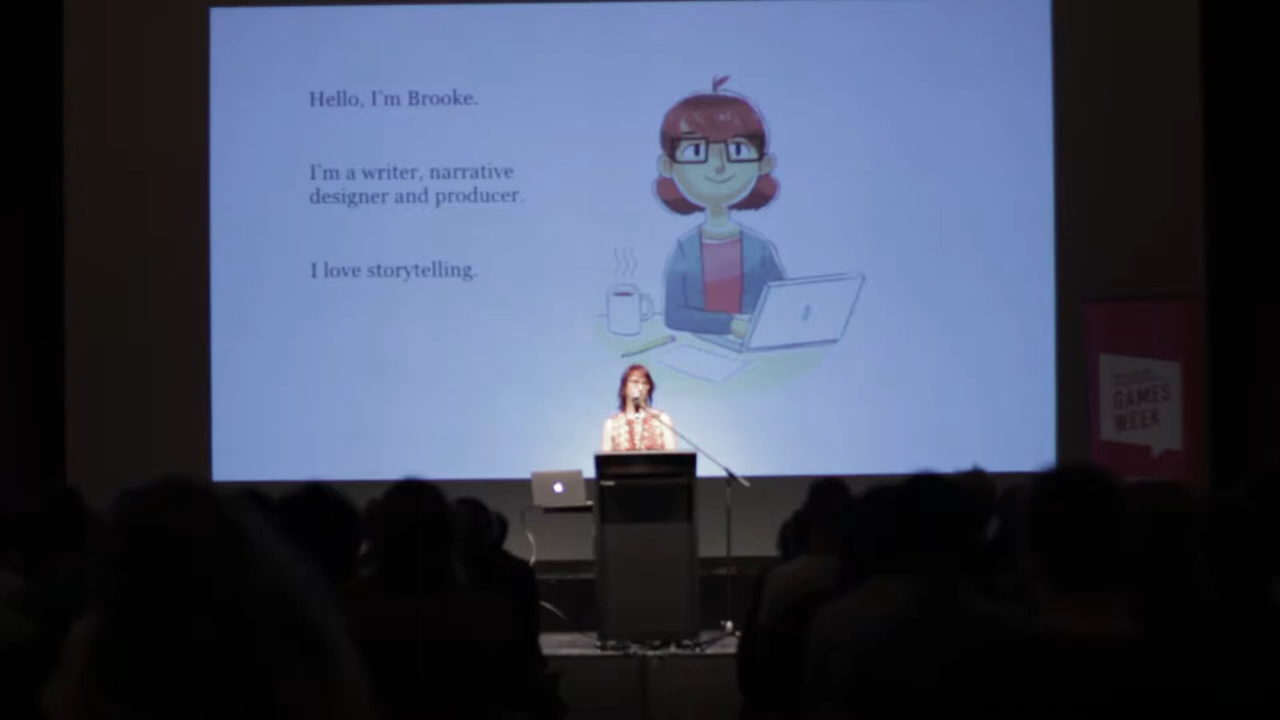 Hello, I'm Brooke.
I'm a writer, narrative
designer and producer.
I love storytelling.
GAMES
WEEK